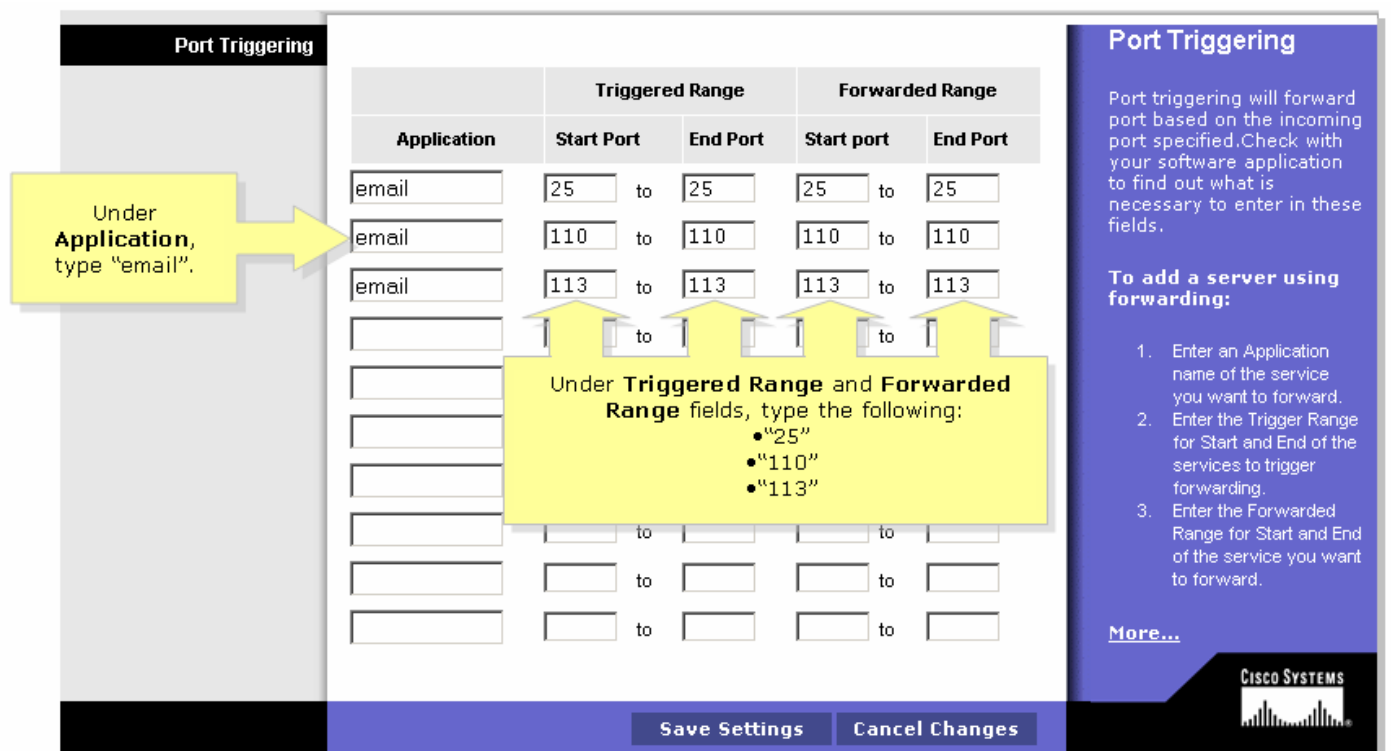 Port Triggering
Triggered Range Forwarded Range
Application Start Port End Port Start port End Port
email 25 to 25 25 to 25
email 110 to 110 110 to 110
email 113 to 113 113 to 113
to to
to to
to to
to to
Under
Application,
type “email”.
Under Triggered Range and Forwarded
Range fields, type the following:
•“25”
•“110”
•“113”
Save Settings Cancel Changes
Port Triggering
Port triggering will forward
port based on the incoming
port specified.Check with
your software application
to find out what is
necessary to enter in these
fields.
To add a server using
forwarding:
1. Enter an Application
name of the service
you want to forward.
2. Enter the Trigger Range
for Start and End of the
services to trigger
forwarding.
3. Enter the Forwarded
Range for Start and End
of the service you want
to forward.
More...
CISCO SYSTEMS